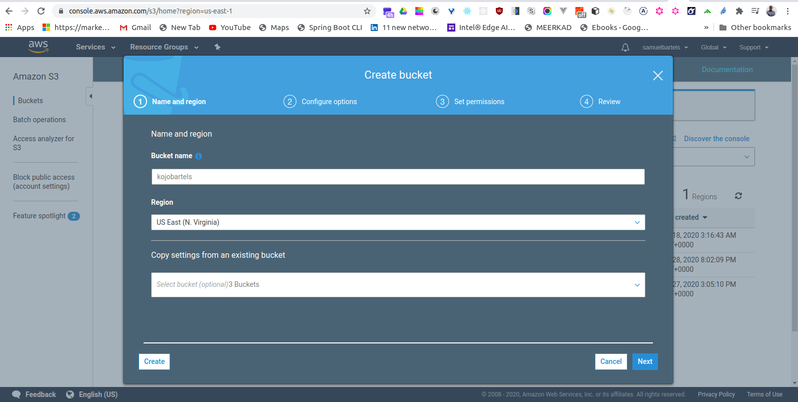 console.aws.amazon.com/s3/home?region=us-east-1
Apps
https://marke...
Gmail
New Tab
YouTube
Maps
Spring Boot CLI
11 new netwo...
Intel® Edge AI...
MEERKAD
Ebooks - Goog...
»
Other bookmarks
aws
Services
Resource Groups
samuelbartels
Global
Support
Amazon S3
Buckets
Batch operations
Access analyzer for
S3
Block public access
(account settings)
Feature spotlight 2
Documentation
Discover the console
1 Regions
created
18, 2020 3:16:43 AM
+0000
28, 2020 8:02:09 PM
+0000
27, 2020 3:05:10 PM
+0000
Create bucket
1 Name and region
2 Configure options
3 Set permissions
4 Review
Name and region
Bucket name
kojobartels
Region
US East (N. Virginia)
Copy settings from an existing bucket
Select bucket (optional)3 Buckets
Create
Cancel
Next
Feedback
English (US)
© 2008 - 2020, Amazon Web Services, Inc. or its affiliates. All rights reserved.
Privacy Policy
Terms of Use